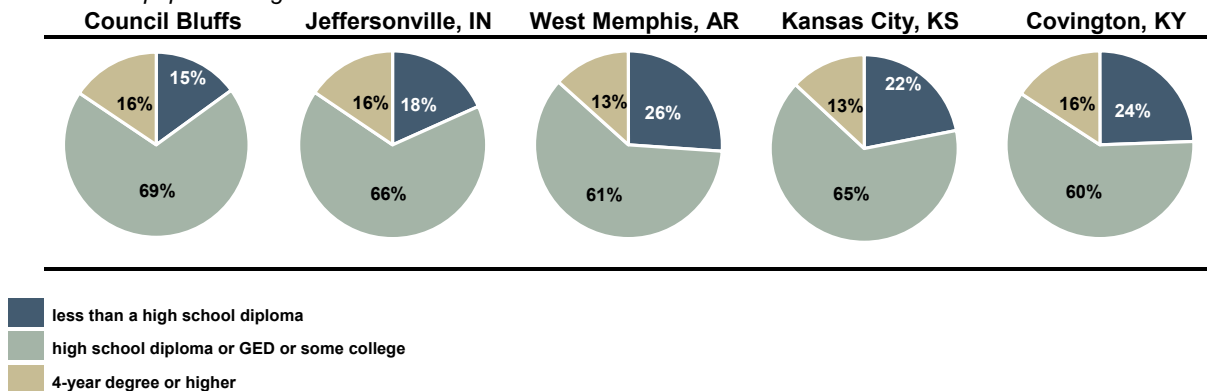 Council Bluffs Jeffersonville, IN West Memphis, AR Kansas City, KS Covington, KY
15% 16% 69%
18% 16% 66%
26% 13% 61%
22% 13% 65%
24% 16% 60%
less than a high school diploma
high school diploma or GED or some college
4-year degree or higher